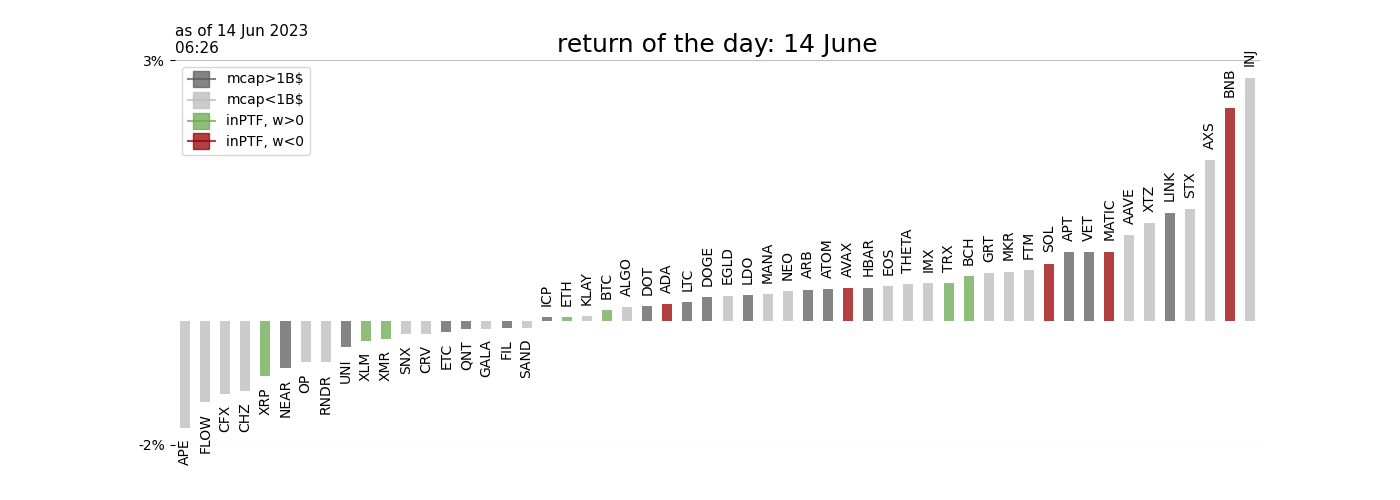 as of 14 Jun 2023
06:26
return of the day: 14 June
3%
mcap>1B$
mcap<1B$
inPTF, w>0
inPTF, w<0
-2%
APE
FLOW
CFX
CHZ
XRP
NEAR
OP
RNDR
UNI
XLM
XMR
SNX
CRV
ETC
QNT
GALA
FIL
SAND
ICP
ETH
KLAY
BTC
ALGO
DOT
ADA
LTC
DOGE
EGLD
LDO
MANA
NEO
ARB
ATOM
AVAX
HBAR
EOS
THETA
IMX
TRX
BCH
GRT
MKR
FTM
SOL
APT
VET
MATIC
AAVE
XTZ
LINK
STX
AXS
BNB
INJ